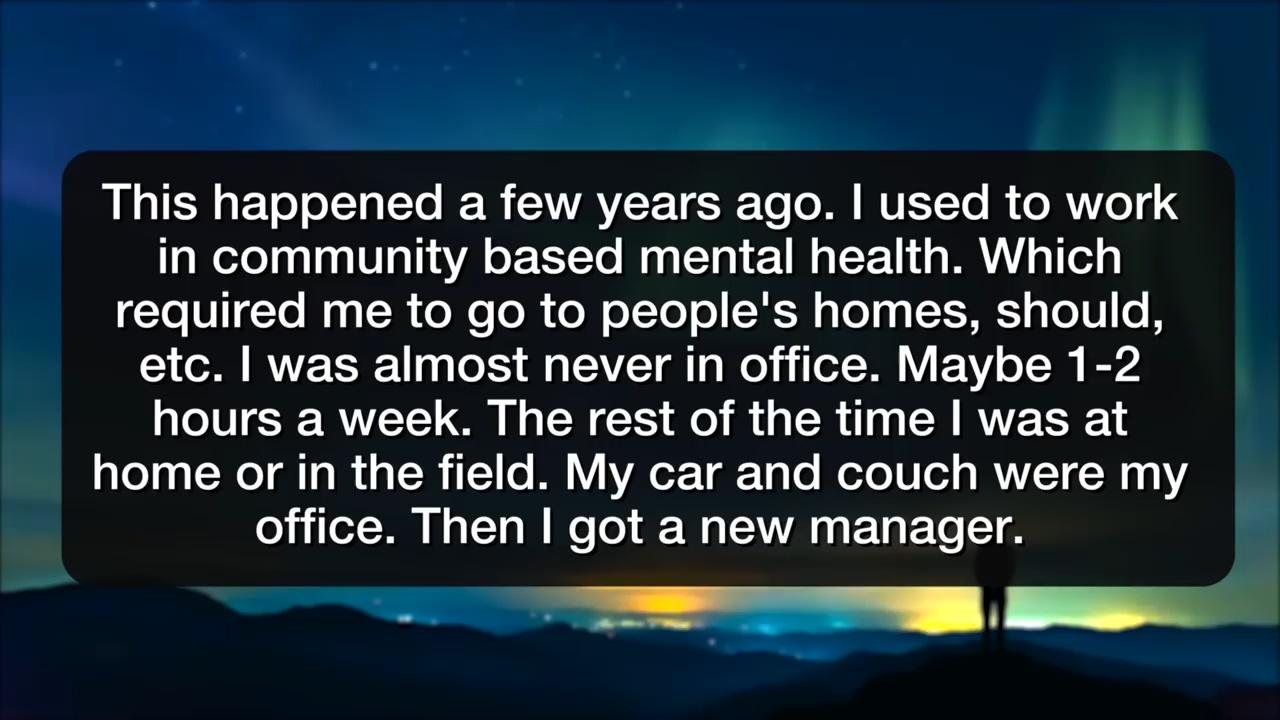 This happened a few years ago. I used to work
in community based mental health. Which
required me to go to people's homes, should,
etc. I was almost never in office. Maybe 1-2
hours a week. The rest of the time I was at
home or in the field. My car and couch were my
office. Then I got a new manager.